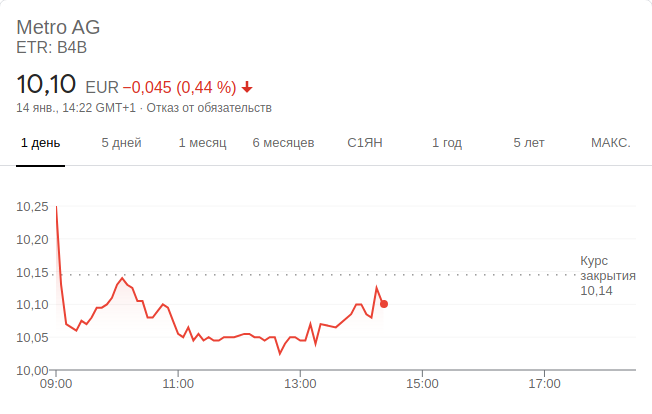 Metro AG
ETR: B4B
10,10 EUR −0,045 (0,44 %)
14 янв., 14:22 GMT+1 · Отказ от обязательств
1 день 5 дней 1 месяц 6 месяцев С1ЯН 1 год 5 лет МАКС.
10,25
10,20
10,15
10,10
10,05
10,00
Курс
закрытия
10,14
09:00 11:00 13:00 15:00 17:00